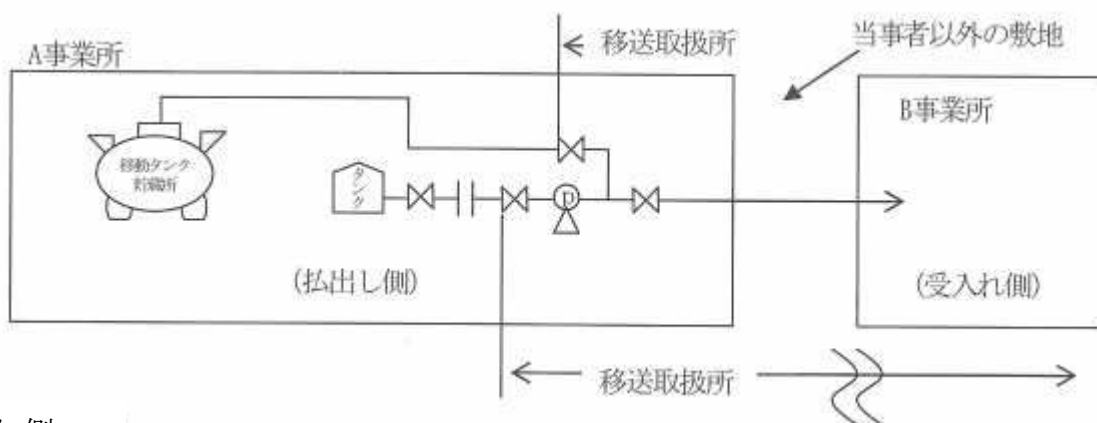 移送取扱所
当事者以外の敷地
A事業所
B事業所
移動タンク
貯蔵所
タンク
p
(払出し側)
(受入れ側)
移送取扱所